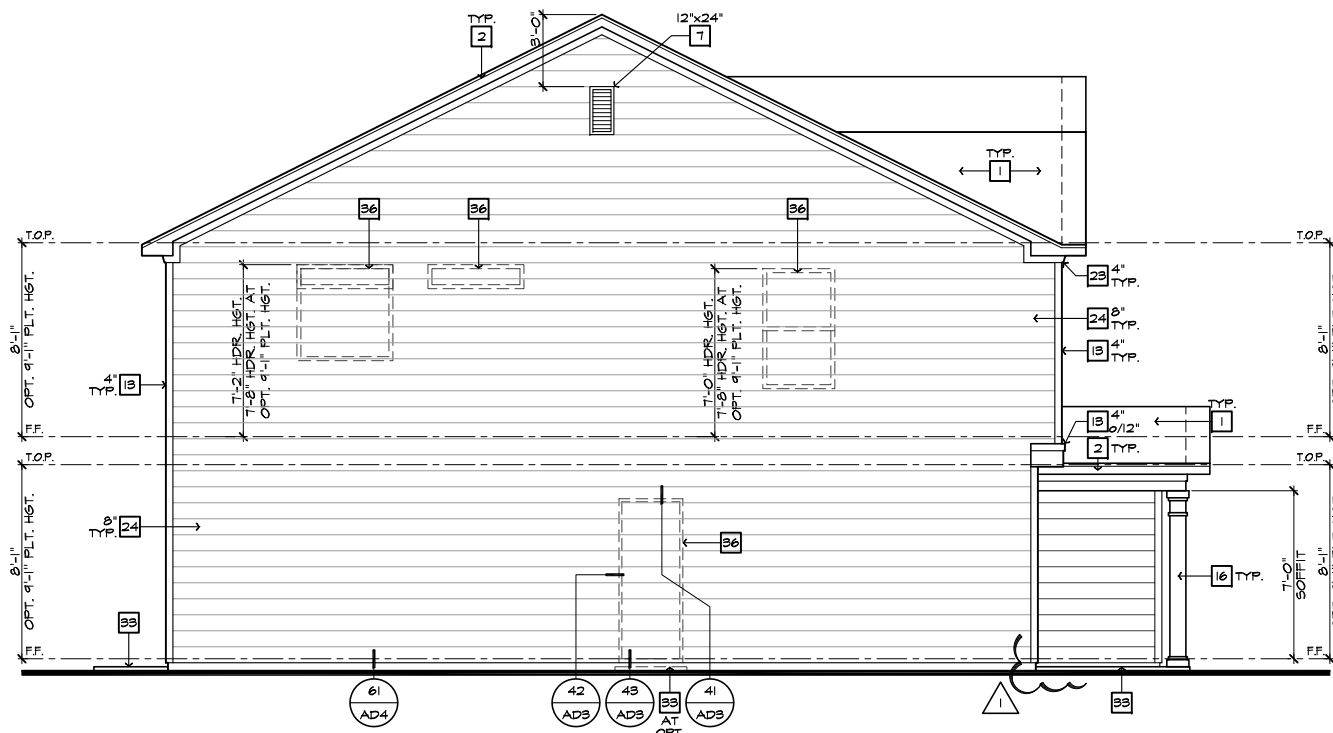 TYP.
2
3'-0"
12"x24"
7
TYP.
1
36
36
36
T.O.P.
T.O.P.
8'-1"
OPT. 9'-1" PLT. HGT.
7'-2" HDR. HGT.
7'-8" HDR. HGT. AT
OPT. 9'-1" PLT. HGT.
7'-0" HDR. HGT.
7'-8" HDR. HGT. AT
OPT. 9'-1" PLT. HGT.
23 4"
TYP.
24 8"
TYP.
13 4"
TYP.
8'-1"
4"
TYP. 13
TYP.
1
13 4"
o/12"
2 TYP.
F.F.
F.F.
T.O.P.
T.O.P.
8'-1"
OPT. 9'-1" PLT. HGT.
8"
TYP. 24
36
16 TYP.
7'-0"
SOFFIT
8'-1"
33
F.F.
F.F.
61
AD4
42
AD3
43
AD3
33
AT
OPT.
41
AD3
1
33